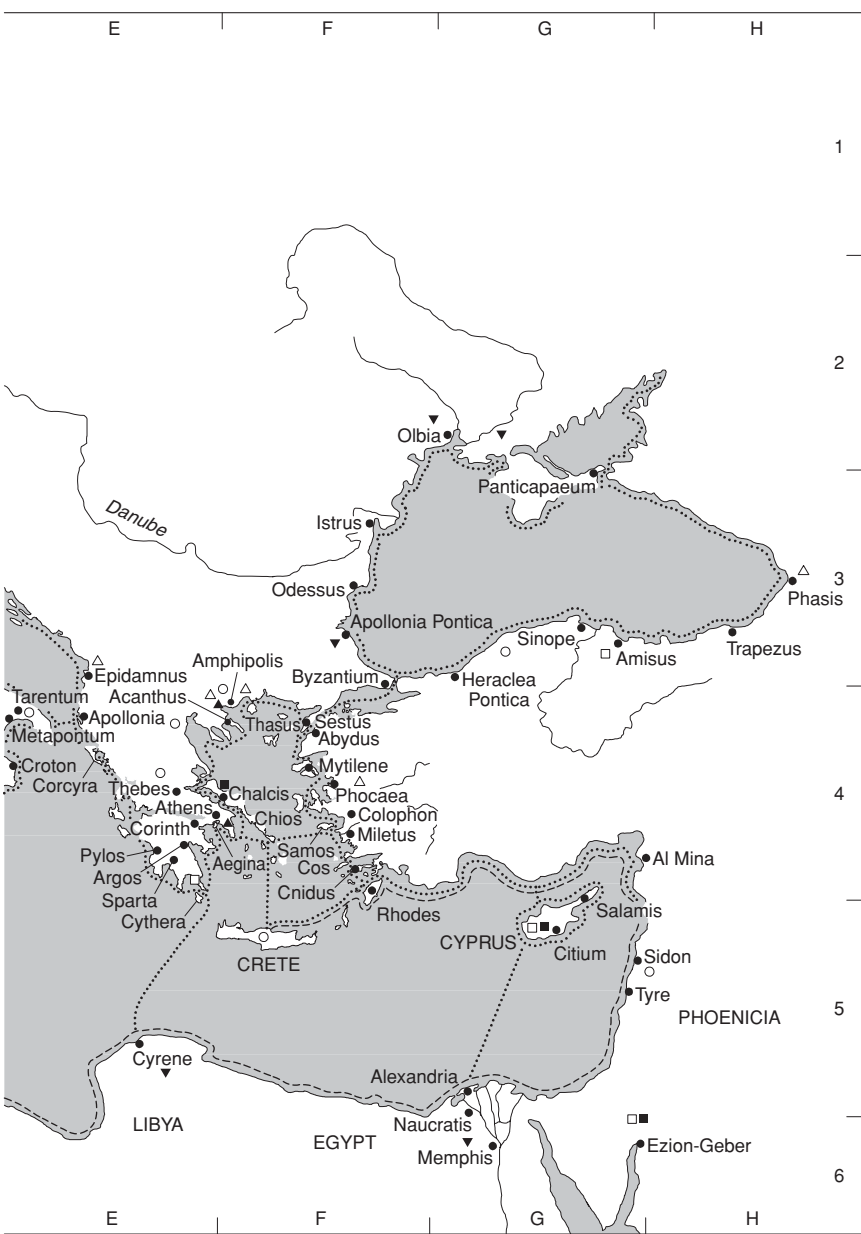 E F G H
1
2
Olbia
Panticapaeum
Danube
Istrus
3
Odessus
Phasis
Apollonia Pontica
Sinope
Trapezus
Amisus
Amphipolis
Epidamnus
Byzantium
Heraclea
Pontica
Acanthus
Tarentum
Apollonia
Thasus
Sestus
Abydus
Metapontum
Croton
Corcyra
Mytilene
Thebes
Chalcis
Phocaea
4
Athens
Chios
Colophon
Corinth
Miletus
Pylos
Aegina
Samos
Al Mina
Argos
Cos
Sparta
Cnidus
Cythera
Rhodes
Salamis
CYPRUS
Citium
CRETE
Sidon
Tyre
PHOENICIA
5
Cyrene
Alexandria
LIBYA
Naucratis
EGYPT
Memphis
Ezion-Geber
6
E F G H